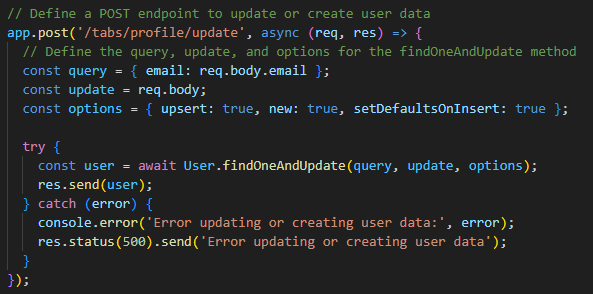 // Define a POST endpoint to update or create user data
app.post('/tabs/profile/update', async (req, res) => {
  // Define the query, update, and options for the findOneAndUpdate method
  const query = { email: req.body.email };
  const update = req.body;
  const options = { upsert: true, new: true, setDefaultsOnInsert: true };

  try {
    const user = await User.findOneAndUpdate(query, update, options);
    res.send(user);
  } catch (error) {
    console.error('Error updating or creating user data:', error);
    res.status(500).send('Error updating or creating user data');
  }
});